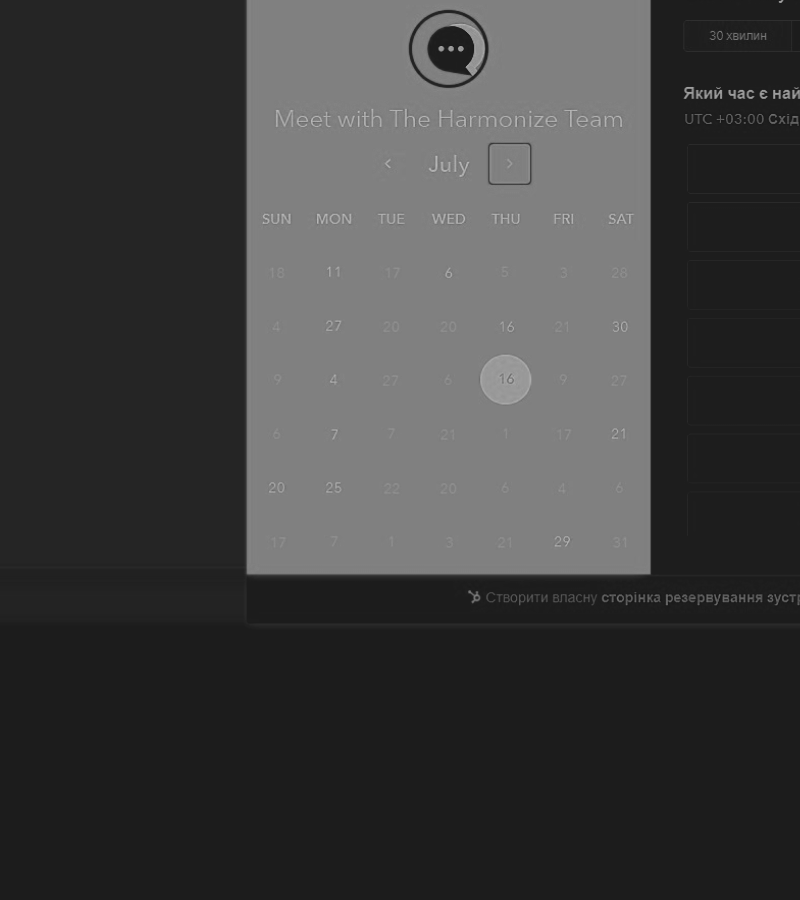 30 хвилин
Meet with The Harmonize Team
Який час є най
UTC +03:00 Схід
July
SUN MON TUE WED THU FRI SAT
18 11 17 6 5 3 28
4 27 20 20 16 21 30
9 4 27 6 16 9 27
6 7 7 21 1 17 21
20 25 22 20 6 4 6
17 7 1 3 21 29 31
Створити власну сторінка резервування зуст